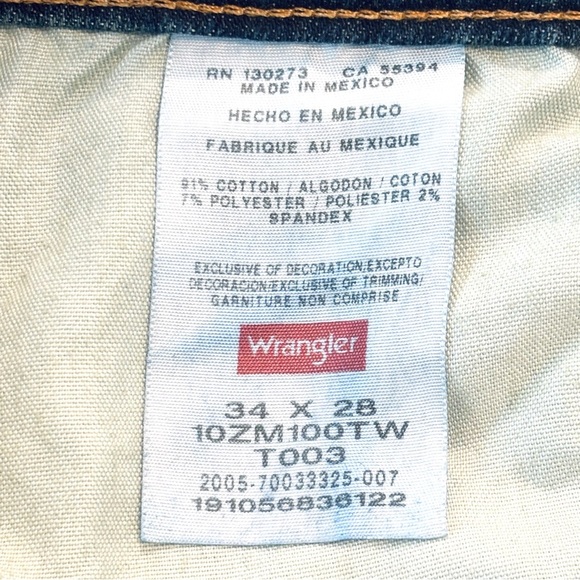 RN 130273 CA 55394
MADE IN MEXICO
HECHO EN MEXICO
FABRIQUE AU MEXIQUE
91% COTTON / ALGODON / COTON
7% POLYESTER / POLIESTER 2%
SPANDEX
EXCLUSIVE OF DECORATION/EXCEPTO
DECORACION/EXCLUSIVE OF TRIMMING/
GARNITURE NON COMPRISE
Wrangler
34 X 28
10ZM100TW
T003
2005-70033325-007
191056836122